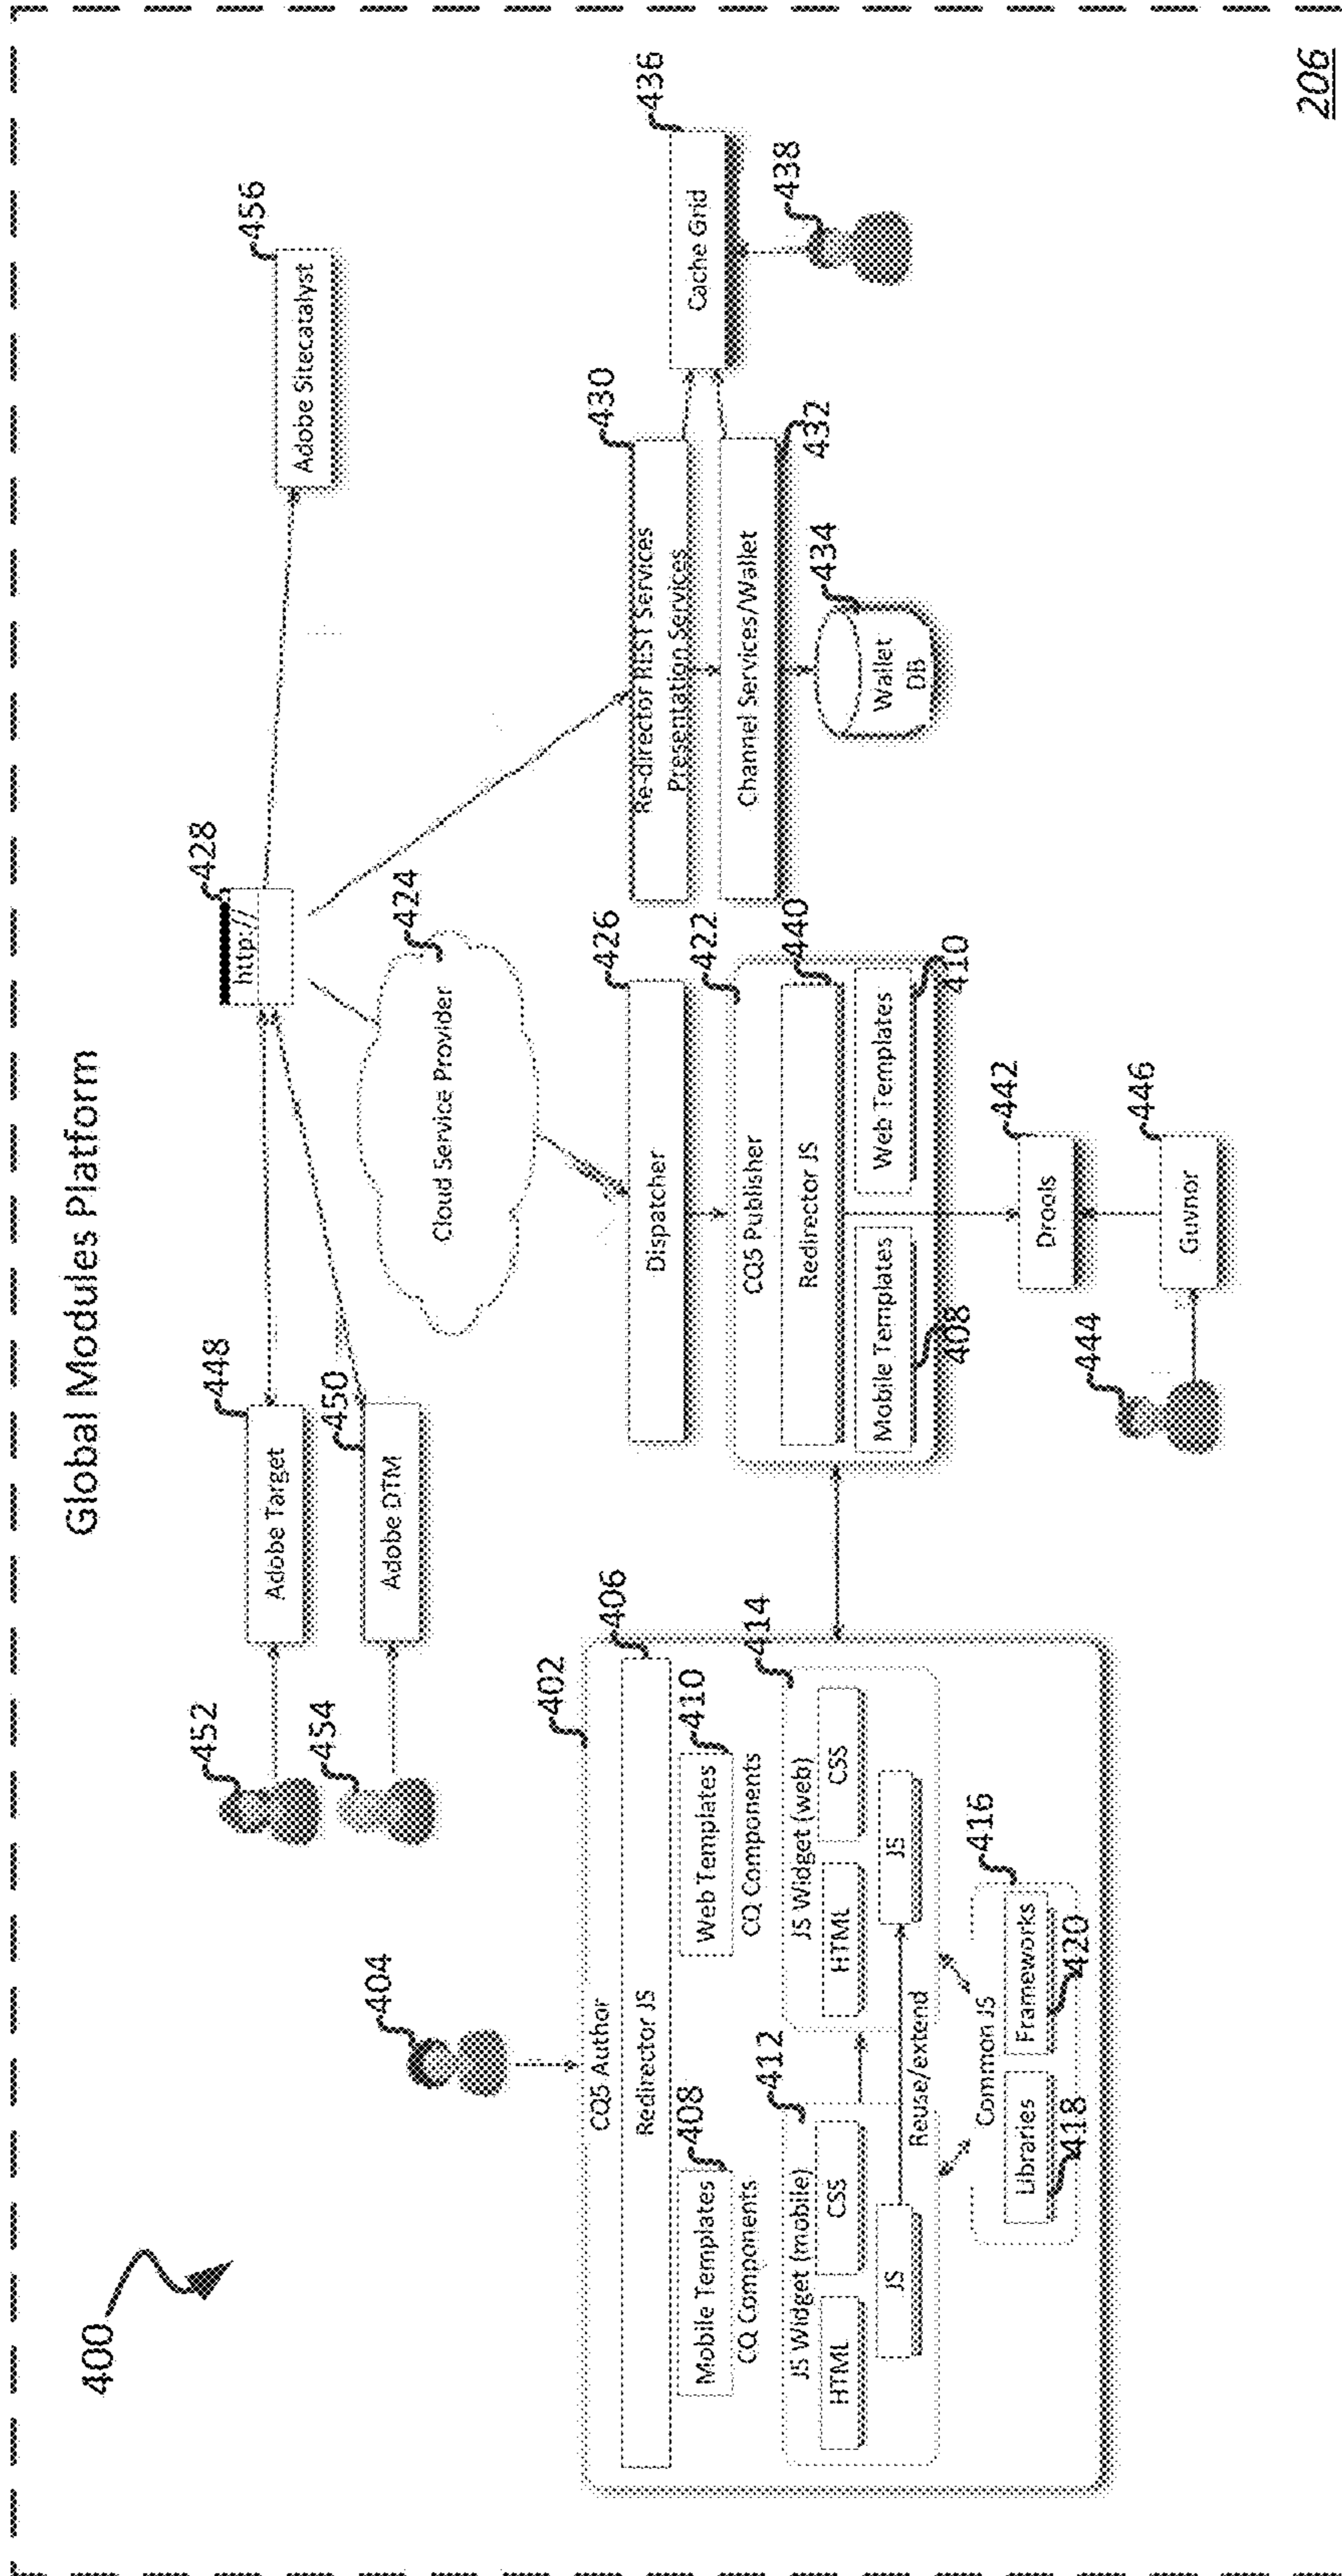 Global Modules Platform
400
206
452
454
404
Adobe Target
448
Adobe DTM
450
http://
428
Adobe Sitecatalyst
456
Cloud Service Provider
424
402
CQ5 Author
Redirector JS
406
Mobile Templates
408
CQ Components
Web Templates
410
CQ Components
JS Widget (mobile)
412
HTML
CSS
JS
JS Widget (web)
414
HTML
CSS
JS
Reuse/extend
Common JS
416
Libraries
418
Frameworks
420
Dispatcher
426
CQ5 Publisher
422
Redirector JS
440
Mobile Templates
408
Web Templates
410
Drools
442
Guvnor
446
444
Re-director REST Services
Presentation Services
430
Channel Services/Wallet
432
Wallet
DB
434
Cache Grid
436
438